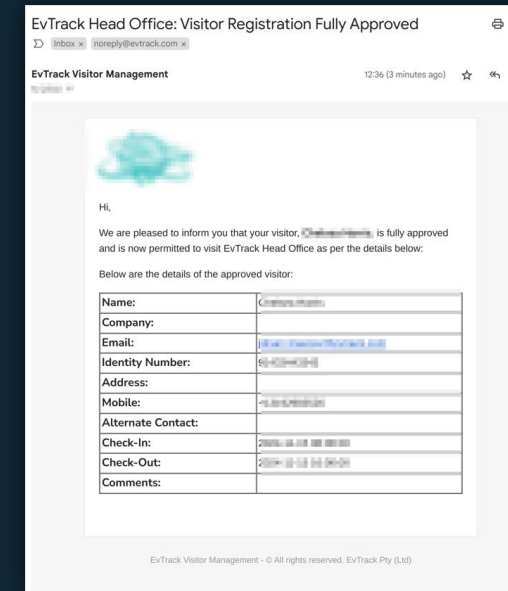 EvTrack Head Office: Visitor Registration Fully Approved
Inbox × noreply@evtrack.com ×
EvTrack Visitor Management 12:36 (3 minutes ago)
Hi,
We are pleased to inform you that your visitor, is fully approved
and is now permitted to visit EvTrack Head Office as per the details below:
Below are the details of the approved visitor:
Name:
Company:
Email:
Identity Number:
Address:
Mobile:
Alternate Contact:
Check-In:
Check-Out:
Comments:
EvTrack Visitor Management - © All rights reserved. EvTrack Pty (Ltd)